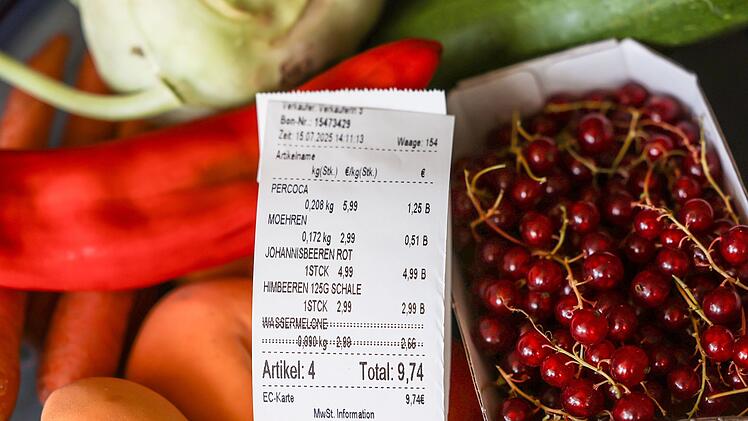 Verkäufer: Verkäuferin 5
Bon-Nr.: 15473429
Zeit: 15.07.2025 14:11:13 Waage: 154
Artikelname
kg(Stk.) €/kg(Stk.) €
PERCOCA
0,208 kg 5,99 1,25 B
MOEHREN
0,172 kg 2,99 0,51 B
JOHANNISBEEREN ROT
1STCK 4,99 4,99 B
HIMBEEREN 125G SCHALE
1STCK 2,99 2,99 B
WASSERMELONE
Artikel: 4 Total: 9,74
EC-Karte 9,74€
MwSt. Information